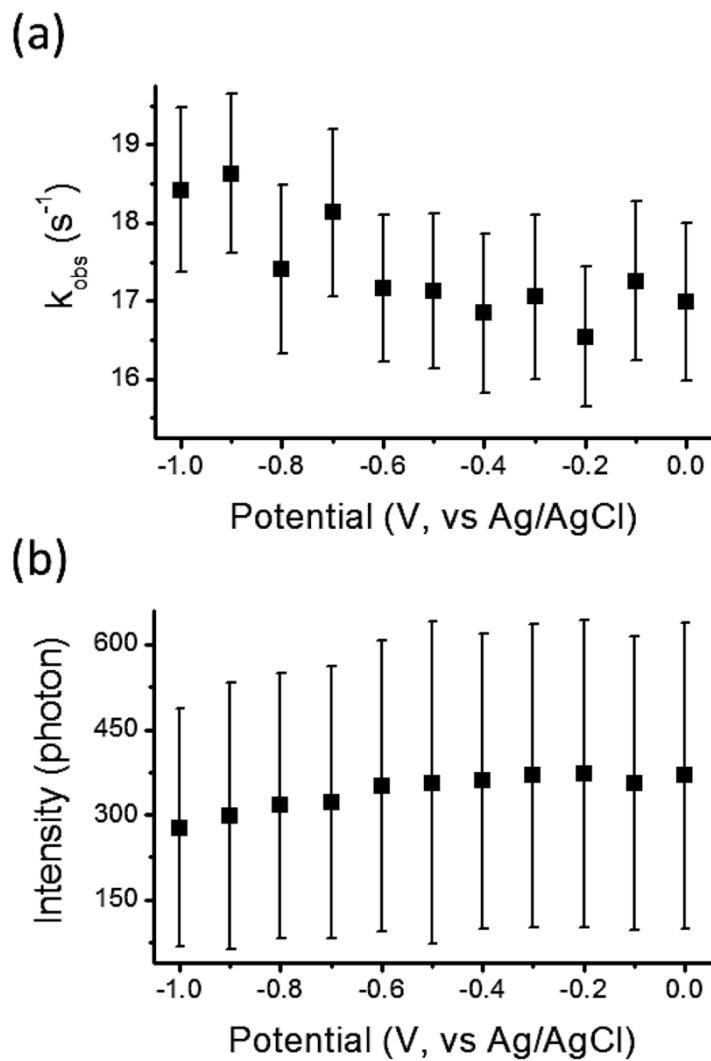 (a)
19
18
17
16
k_obs (s^-1)
-1.0 -0.8 -0.6 -0.4 -0.2 0.0
Potential (V, vs Ag/AgCl)
(b)
600
450
300
150
Intensity (photon)
-1.0 -0.8 -0.6 -0.4 -0.2 0.0
Potential (V, vs Ag/AgCl)